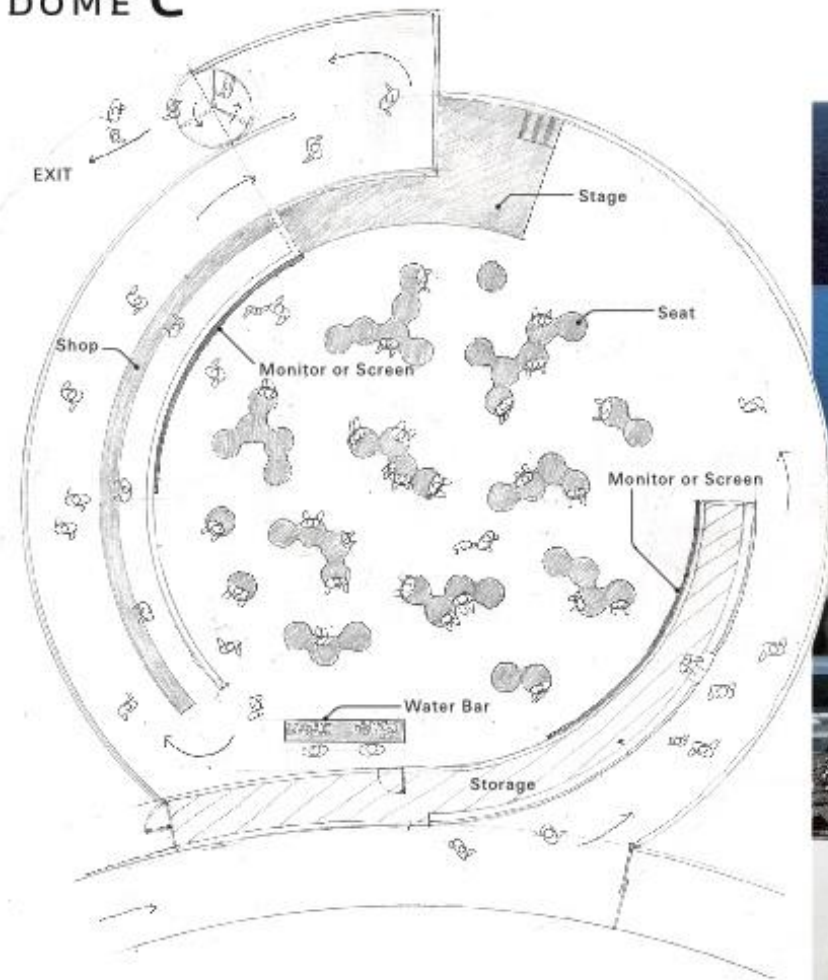 DOME C
EXIT
Stage
Seat
Shop
Monitor or Screen
Monitor or Screen
Water Bar
Storage